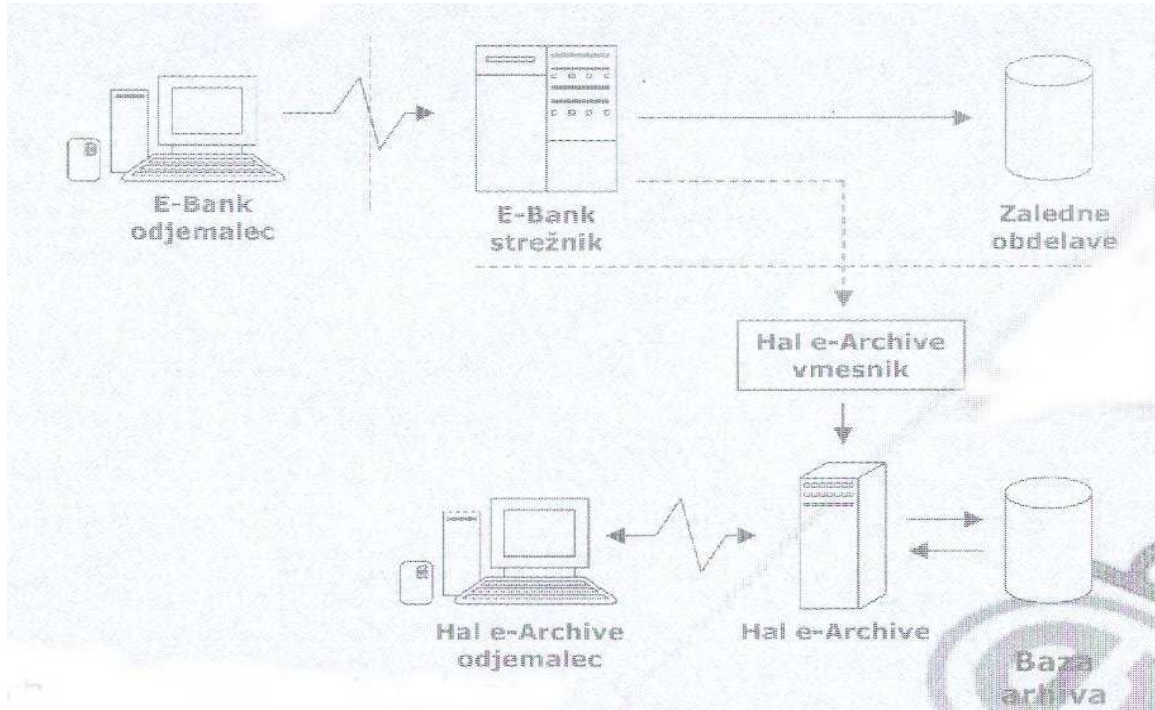 E-Bank
odjemalec
E-Bank
strežnik
Zaledne
obdelave
Hal e-Archive
vmesnik
Hal e-Archive
odjemalec
Hal e-Archive
Baza
arhiva